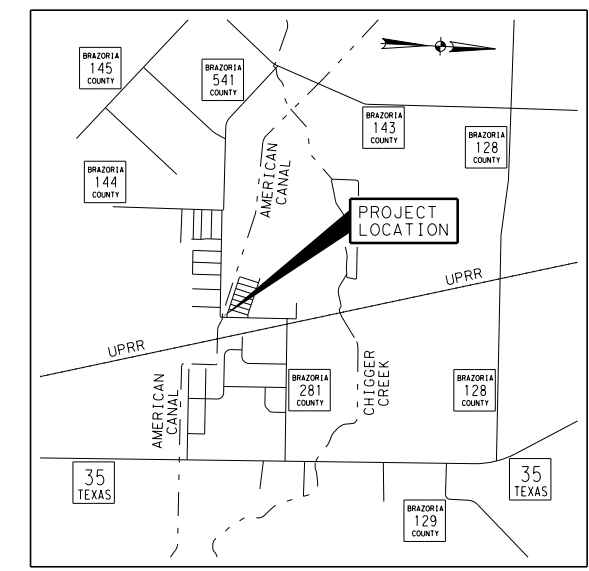 BRAZORIA
145
COUNTY
BRAZORIA
541
COUNTY
BRAZORIA
143
COUNTY
BRAZORIA
128
COUNTY
BRAZORIA
144
COUNTY
AMERICAN
CANAL
PROJECT
LOCATION
UPRR
UPRR
AMERICAN
CANAL
BRAZORIA
281
COUNTY
CHIGGER
CREEK
BRAZORIA
128
COUNTY
35
TEXAS
35
TEXAS
BRAZORIA
129
COUNTY